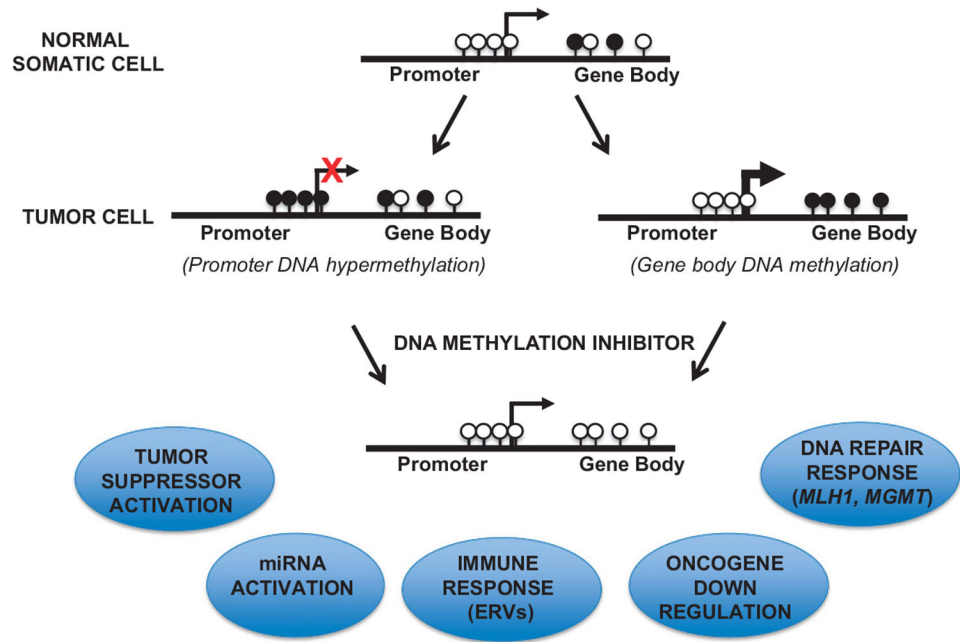 NORMAL
SOMATIC CELL
Promoter
Gene Body
TUMOR CELL
X
Promoter
Gene Body
(Promoter DNA hypermethylation)
Promoter
Gene Body
(Gene body DNA methylation)
DNA METHYLATION INHIBITOR
Promoter
Gene Body
TUMOR
SUPPRESSOR
ACTIVATION
miRNA
ACTIVATION
IMMUNE
RESPONSE
(ERVs)
ONCOGENE
DOWN
REGULATION
DNA REPAIR
RESPONSE
(MLH1, MGMT)